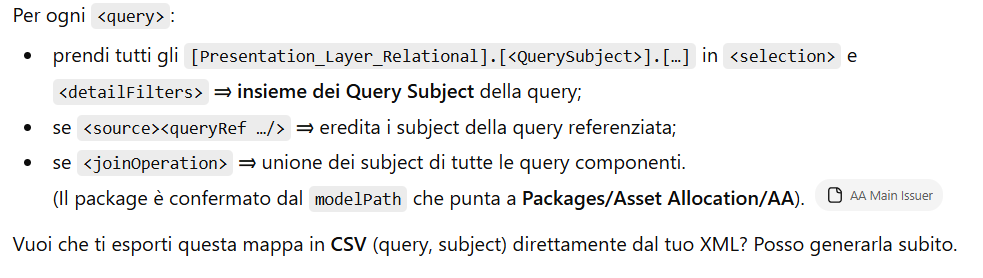 Per ogni <query>:
• prendi tutti gli [Presentation_Layer_Relational].[<QuerySubject>].[…] in <selection> e
<detailFilters> ⇒ insieme dei Query Subject della query;
• se <source><queryRef …/> ⇒ eredita i subject della query referenziata;
• se <joinOperation> ⇒ unione dei subject di tutte le query componenti.
(Il package è confermato dal modelPath che punta a Packages/Asset Allocation/AA). AA Main Issuer
Vuoi che ti esporti questa mappa in CSV (query, subject) direttamente dal tuo XML? Posso generarla subito.